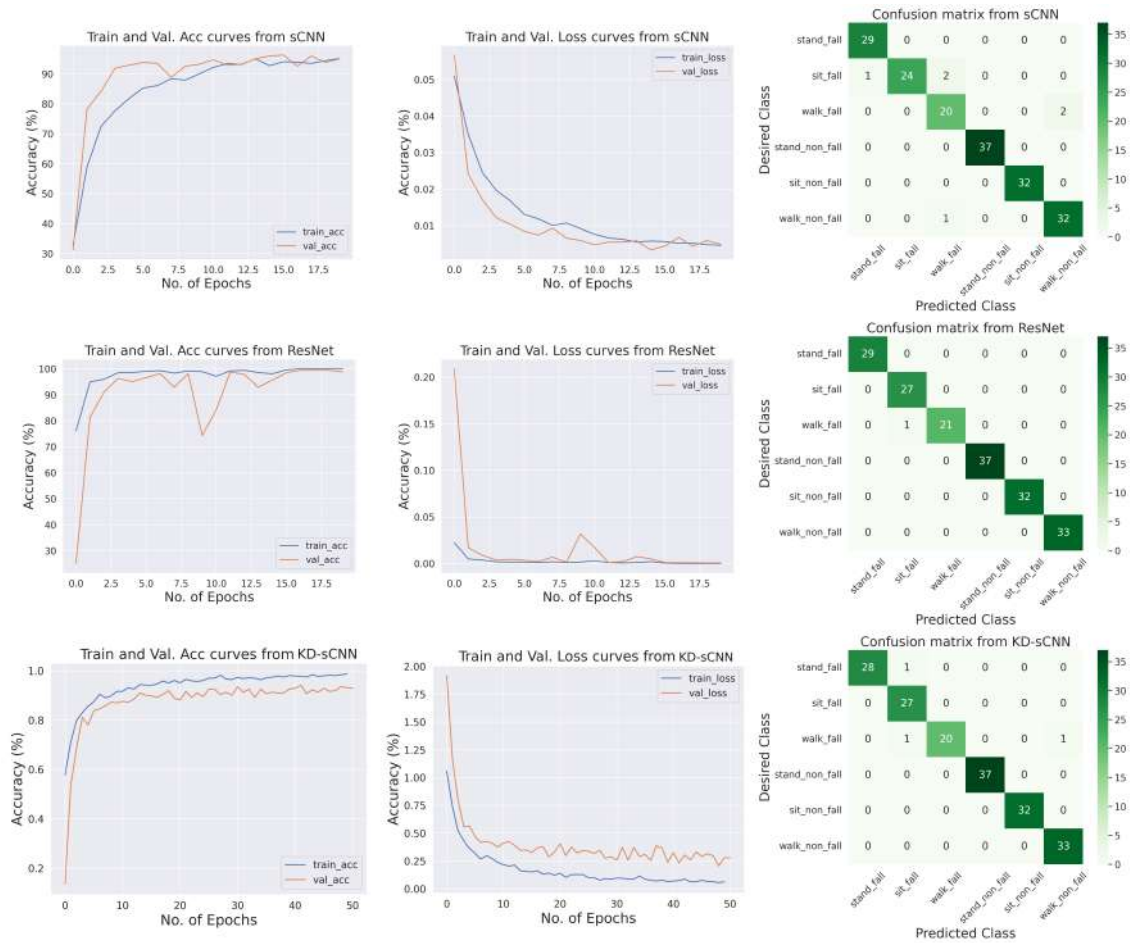 Train and Val. Acc curves from sCNN
Accuracy (%)
90
80
70
60
50
40
30
train_acc
val_acc
0.0 2.5 5.0 7.5 10.0 12.5 15.0 17.5
No. of Epochs
Train and Val. Loss curves from sCNN
Accuracy (%)
0.05
0.04
0.03
0.02
0.01
train_loss
val_loss
0.0 2.5 5.0 7.5 10.0 12.5 15.0 17.5
No. of Epochs
Confusion matrix from sCNN
Desired Class
stand_fall 29 0 0 0 0 0
sit_fall 1 24 2 0 0 0
walk_fall 0 0 20 0 0 2
stand_non_fall 0 0 0 37 0 0
sit_non_fall 0 0 0 0 32 0
walk_non_fall 0 0 1 0 0 32
stand_fall sit_fall walk_fall stand_non_fall sit_non_fall walk_non_fall
Predicted Class
35
30
25
20
15
10
5
0
Train and Val. Acc curves from ResNet
Accuracy (%)
100
90
80
70
60
50
40
30
train_acc
val_acc
0.0 2.5 5.0 7.5 10.0 12.5 15.0 17.5
No. of Epochs
Train and Val. Loss curves from ResNet
Accuracy (%)
0.20
0.15
0.10
0.05
0.00
train_loss
val_loss
0.0 2.5 5.0 7.5 10.0 12.5 15.0 17.5
No. of Epochs
Confusion matrix from ResNet
Desired Class
stand_fall 29 0 0 0 0 0
sit_fall 0 27 0 0 0 0
walk_fall 0 1 21 0 0 0
stand_non_fall 0 0 0 37 0 0
sit_non_fall 0 0 0 0 32 0
walk_non_fall 0 0 0 0 0 33
stand_fall sit_fall walk_fall stand_non_fall sit_non_fall walk_non_fall
Predicted Class
35
30
25
20
15
10
5
0
Train and Val. Acc curves from KD-sCNN
Accuracy (%)
1.0
0.8
0.6
0.4
0.2
train_acc
val_acc
0 10 20 30 40 50
No. of Epochs
Train and Val. Loss curves from KD-sCNN
Accuracy (%)
2.00
1.75
1.50
1.25
1.00
0.75
0.50
0.25
0.00
train_loss
val_loss
0 10 20 30 40 50
No. of Epochs
Confusion matrix from KD-sCNN
Desired Class
stand_fall 28 1 0 0 0 0
sit_fall 0 27 0 0 0 0
walk_fall 0 1 20 0 0 1
stand_non_fall 0 0 0 37 0 0
sit_non_fall 0 0 0 0 32 0
walk_non_fall 0 0 0 0 0 33
stand_fall sit_fall walk_fall stand_non_fall sit_non_fall walk_non_fall
Predicted Class
35
30
25
20
15
10
5
0